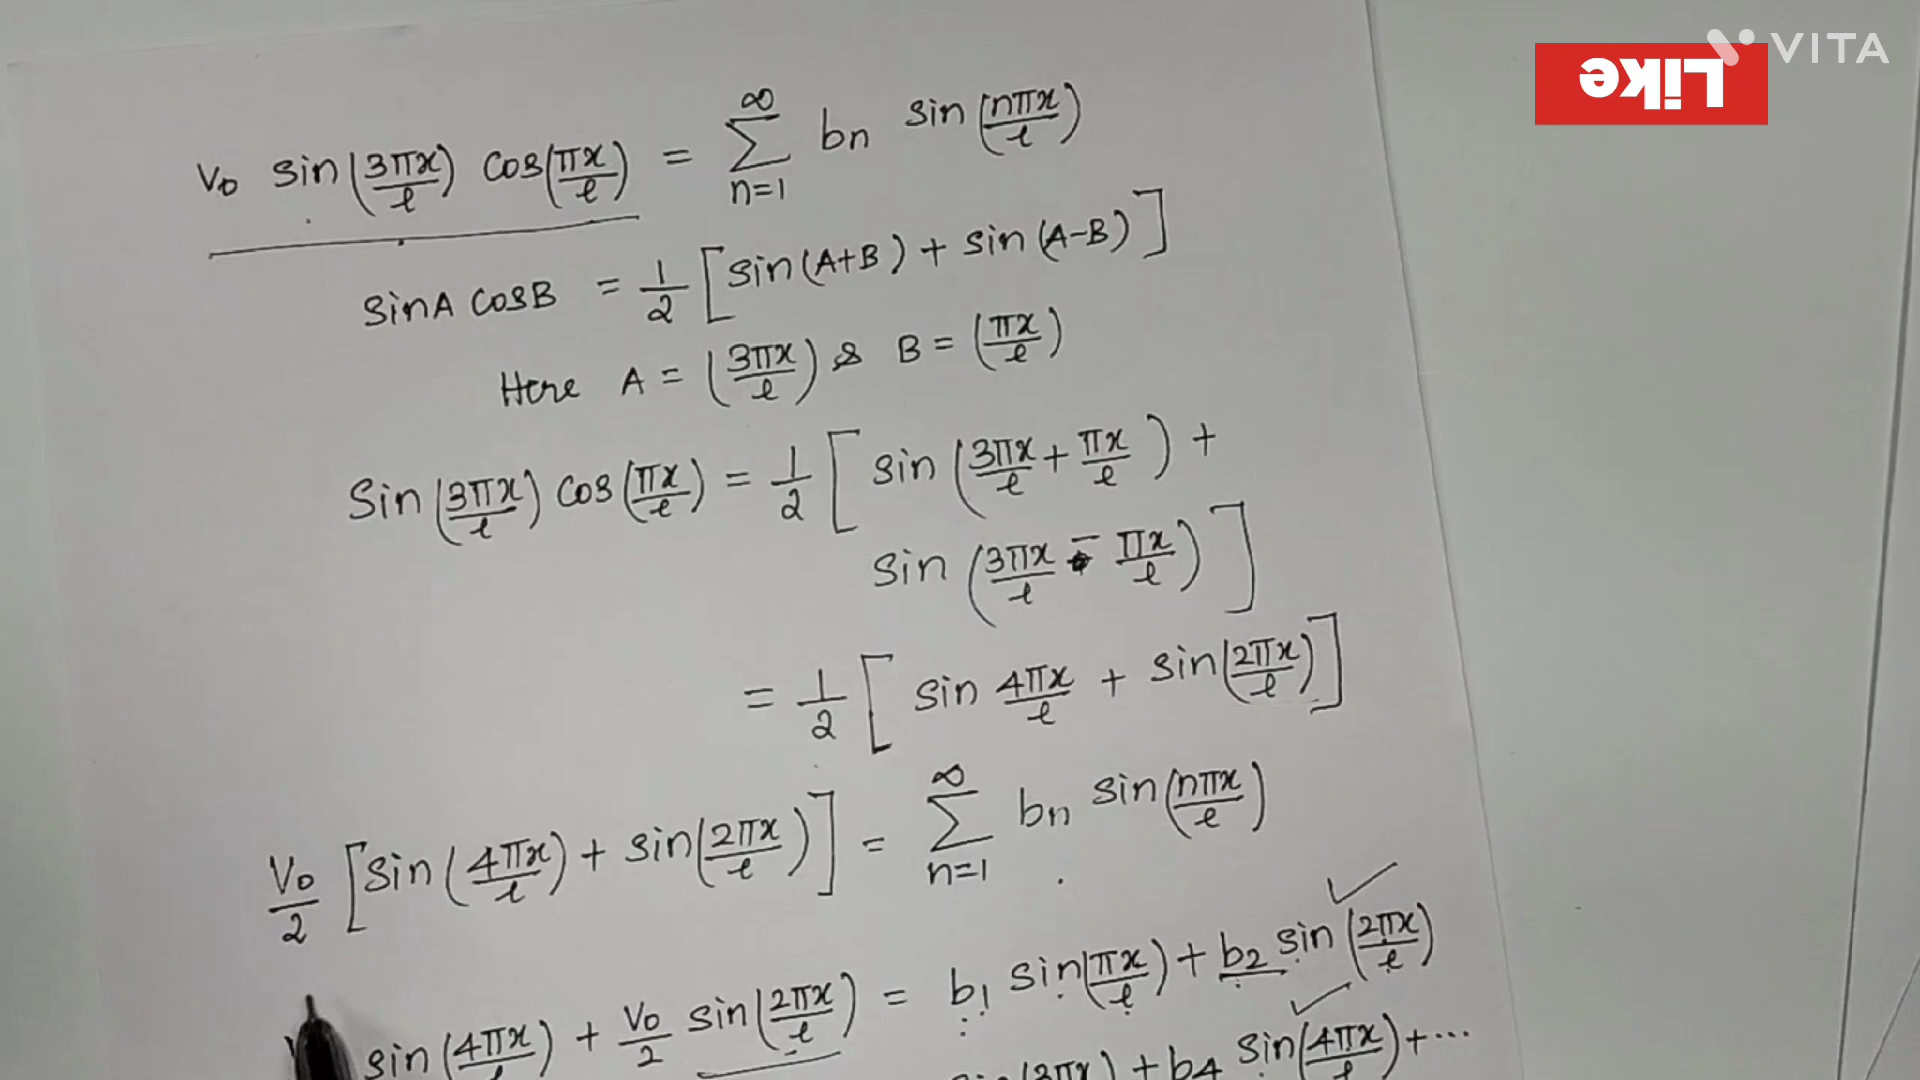 Like
VITA
V₀ sin(3πx/l) cos(πx/l) = ∞∑n=1 bn sin(nπx/l)
sinA cosB = 1/2 [sin(A+B) + sin(A-B)]
Here A = (3πx/l) & B = (πx/l)
Sin(3πx/l) cos(πx/l) = 1/2 [sin(3πx/l + πx/l) +
sin(3πx/l - πx/l)]
= 1/2 [sin 4πx/l + sin(2πx/l)]
V₀/2 [sin(4πx/l) + sin(2πx/l)] = ∞∑n=1 bn sin(nπx/l)
sin(4πx/l) + V₀/2 sin(2πx/l) = b₁ sin(πx/l) + b₂ sin(2πx/l)
(3πx) + b4 sin(4πx/l) + ...